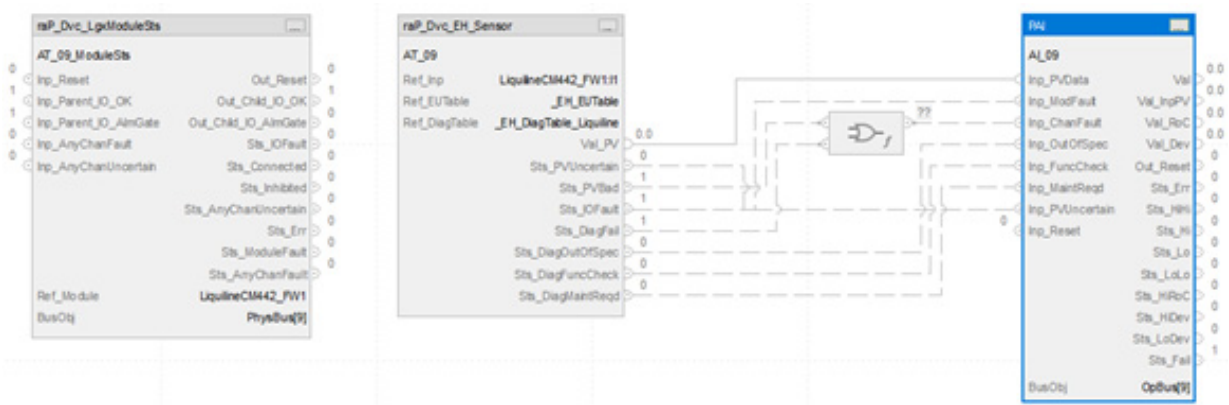 raP_Dvc_LgxModuleSts ...
AT_09_ModuleSts
0 Inp_Reset Out_Reset 0
1 Inp_Parent_IO_OK Out_Child_IO_OK 1
1 Inp_Parent_IO_AlmGate Out_Child_IO_AlmGate 1
0 Inp_AnyChanFault Sts_IOFault 0
0 Inp_AnyChanUncertain Sts_Connected 0
Sts_Inhibited 0
Sts_AnyChanUncertain 0
Sts_Err 0
Sts_ModuleFault 0
Sts_AnyChanFault 0
Ref_Module LiquilineCM442_FW1
BusObj PhysBus[9]
raP_Dvc_EH_Sensor ...
AT_09
Ref_Inp LiquilineCM442_FW1:I1
Ref_EUTable _EH_EUTable
Ref_DiagTable _EH_DiagTable_Liquiline
Val_PV 0.0
Sts_PVUncertain 0
Sts_PVBad 1
Sts_IOFault 1
Sts_DiagFail 1
Sts_DiagOutOfSpec 0
Sts_DiagFuncCheck 0
Sts_DiagMaintReqd 0
f
??
PAI ...
AI_09
Inp_PVData Val 0.0
Inp_ModFault Val_InpPV 0.0
Inp_ChanFault Val_RoC 0.0
Inp_OutOfSpec Val_Dev 0.0
Inp_FuncCheck Out_Reset 0
Inp_MaintReqd Sts_Err 0
Inp_PVUncertain Sts_HiHi 0
0 Inp_Reset Sts_Hi 0
Sts_Lo 0
Sts_LoLo 0
Sts_HiRoC 0
Sts_HiDev 0
Sts_LoDev 0
Sts_Fail 1
BusObj OpBus[9]